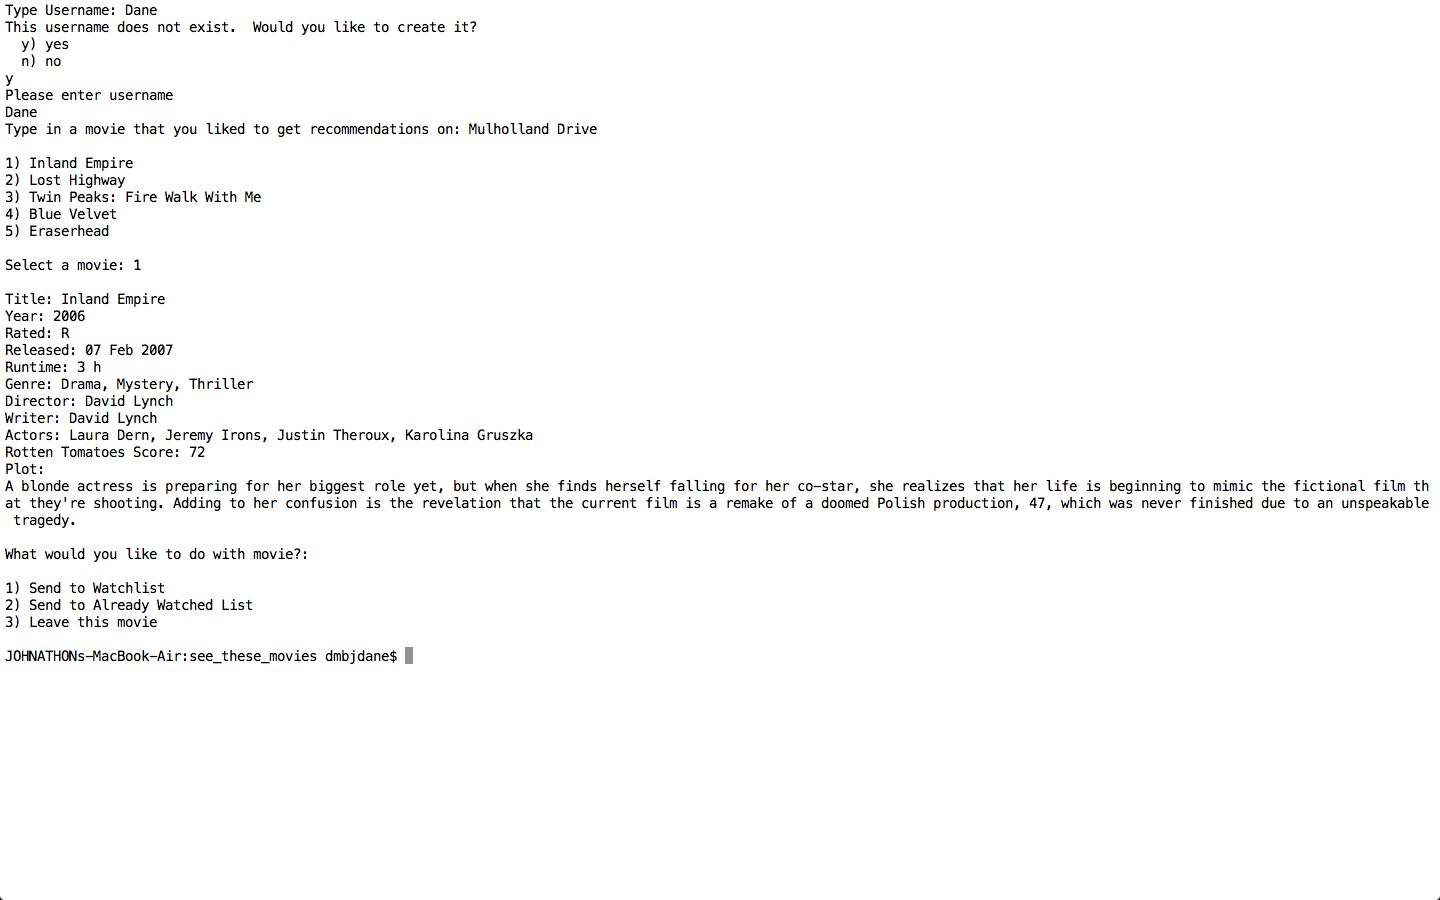 Type Username: Dane
This username does not exist.  Would you like to create it?
  y) yes
  n) no
y
Please enter username
Dane
Type in a movie that you liked to get recommendations on: Mulholland Drive

1) Inland Empire
2) Lost Highway
3) Twin Peaks: Fire Walk With Me
4) Blue Velvet
5) Eraserhead

Select a movie: 1

Title: Inland Empire
Year: 2006
Rated: R
Released: 07 Feb 2007
Runtime: 3 h
Genre: Drama, Mystery, Thriller
Director: David Lynch
Writer: David Lynch
Actors: Laura Dern, Jeremy Irons, Justin Theroux, Karolina Gruszka
Rotten Tomatoes Score: 72
Plot:
A blonde actress is preparing for her biggest role yet, but when she finds herself falling for her co-star, she realizes that her life is beginning to mimic the fictional film th
at they're shooting. Adding to her confusion is the revelation that the current film is a remake of a doomed Polish production, 47, which was never finished due to an unspeakable
 tragedy.

What would you like to do with movie?:

1) Send to Watchlist
2) Send to Already Watched List
3) Leave this movie

JOHNATHONs-MacBook-Air:see_these_movies dmbjdane$